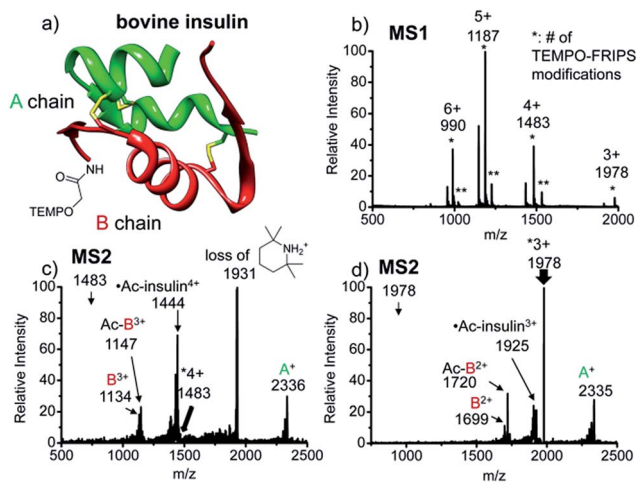 a)
bovine insulin
A chain
NH
O
O
TEMPO
B chain
b) MS1
*: # of
TEMPO-FRIPS
modifications
5+
1187
*
6+
990
*
**
**
4+
1483
*
**
3+
1978
*
Relative Intensity
100
80
60
40
20
0
500 1000 1500 2000
m/z
c) MS2
1483
•Ac-insulin4+
1444
loss of
1931
NH2+
Ac-B3+
1147
B3+
1134
*4+
1483
A+
2336
Relative Intensity
100
80
60
40
20
0
500 1000 1500 2000 2500
m/z
d) MS2
1978
*3+
1978
•Ac-insulin3+
1925
Ac-B2+
1720
B2+
1699
A+
2335
Relative Intensity
100
80
60
40
20
0
1000 1500 2000 2500
m/z